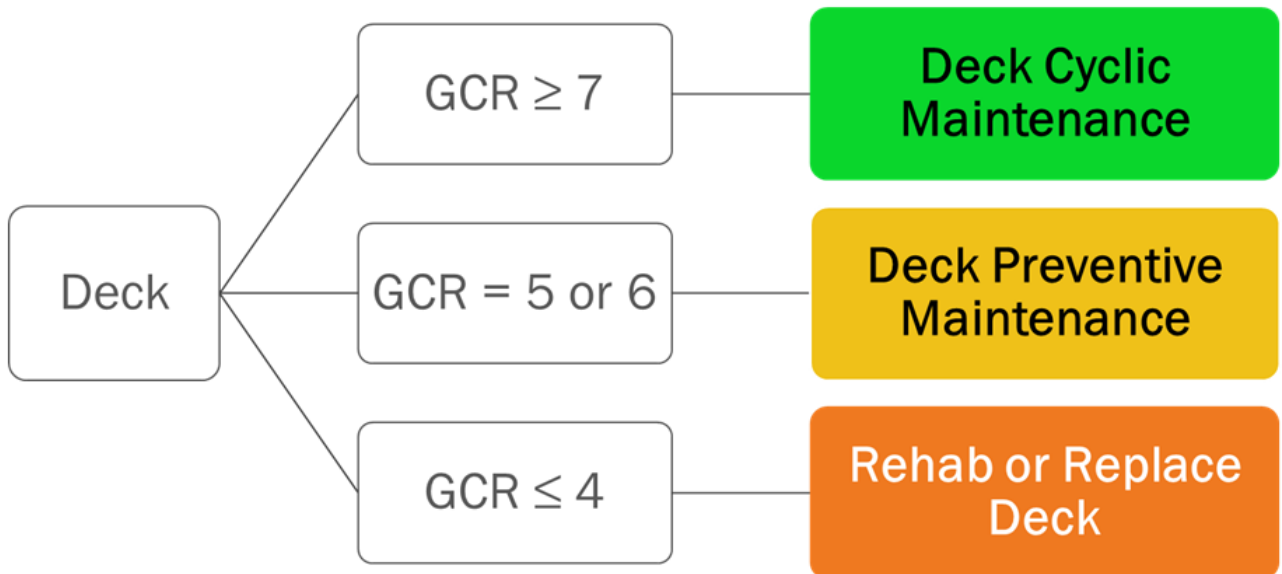 Deck
GCR ≥ 7
Deck Cyclic
Maintenance
GCR = 5 or 6
Deck Preventive
Maintenance
GCR ≤ 4
Rehab or Replace
Deck